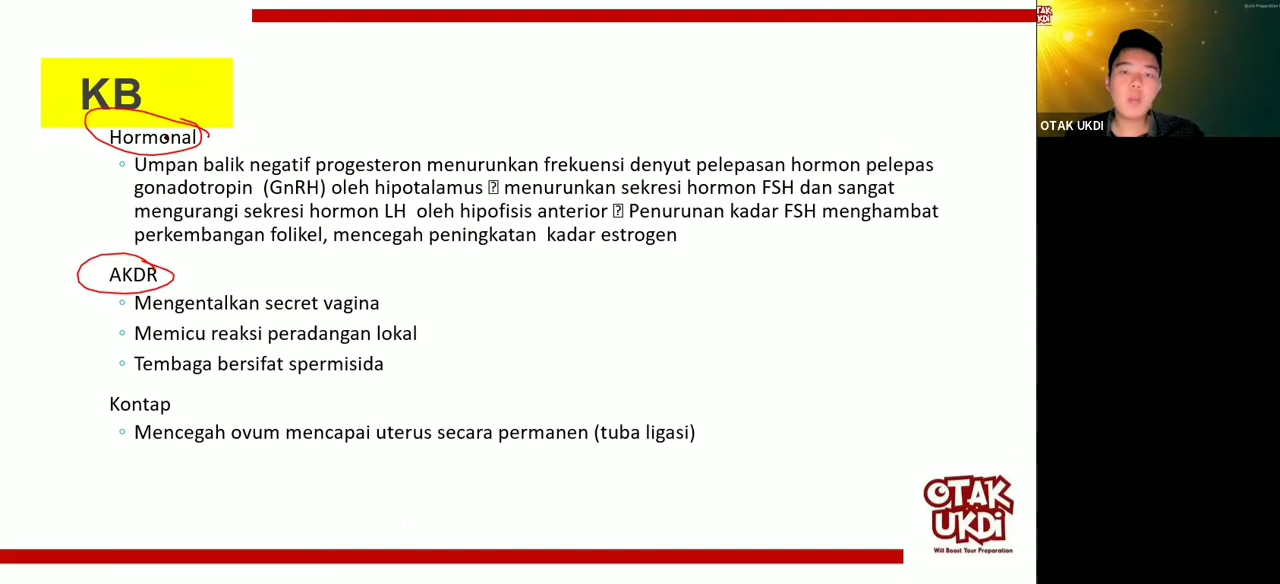 KB
Hormonal
Umpan balik negatif progesteron menurunkan frekuensi denyut pelepasan hormon pelepas
gonadotropin (GnRH) oleh hipotalamus ⍰ menurunkan sekresi hormon FSH dan sangat
mengurangi sekresi hormon LH oleh hipofisis anterior ⍰ Penurunan kadar FSH menghambat
perkembangan folikel, mencegah peningkatan kadar estrogen
AKDR
Mengentalkan secret vagina
Memicu reaksi peradangan lokal
Tembaga bersifat spermisida
Kontap
Mencegah ovum mencapai uterus secara permanen (tuba ligasi)
OTAK
UKDI
Will Boost Your Preparation
OTAK UKDI